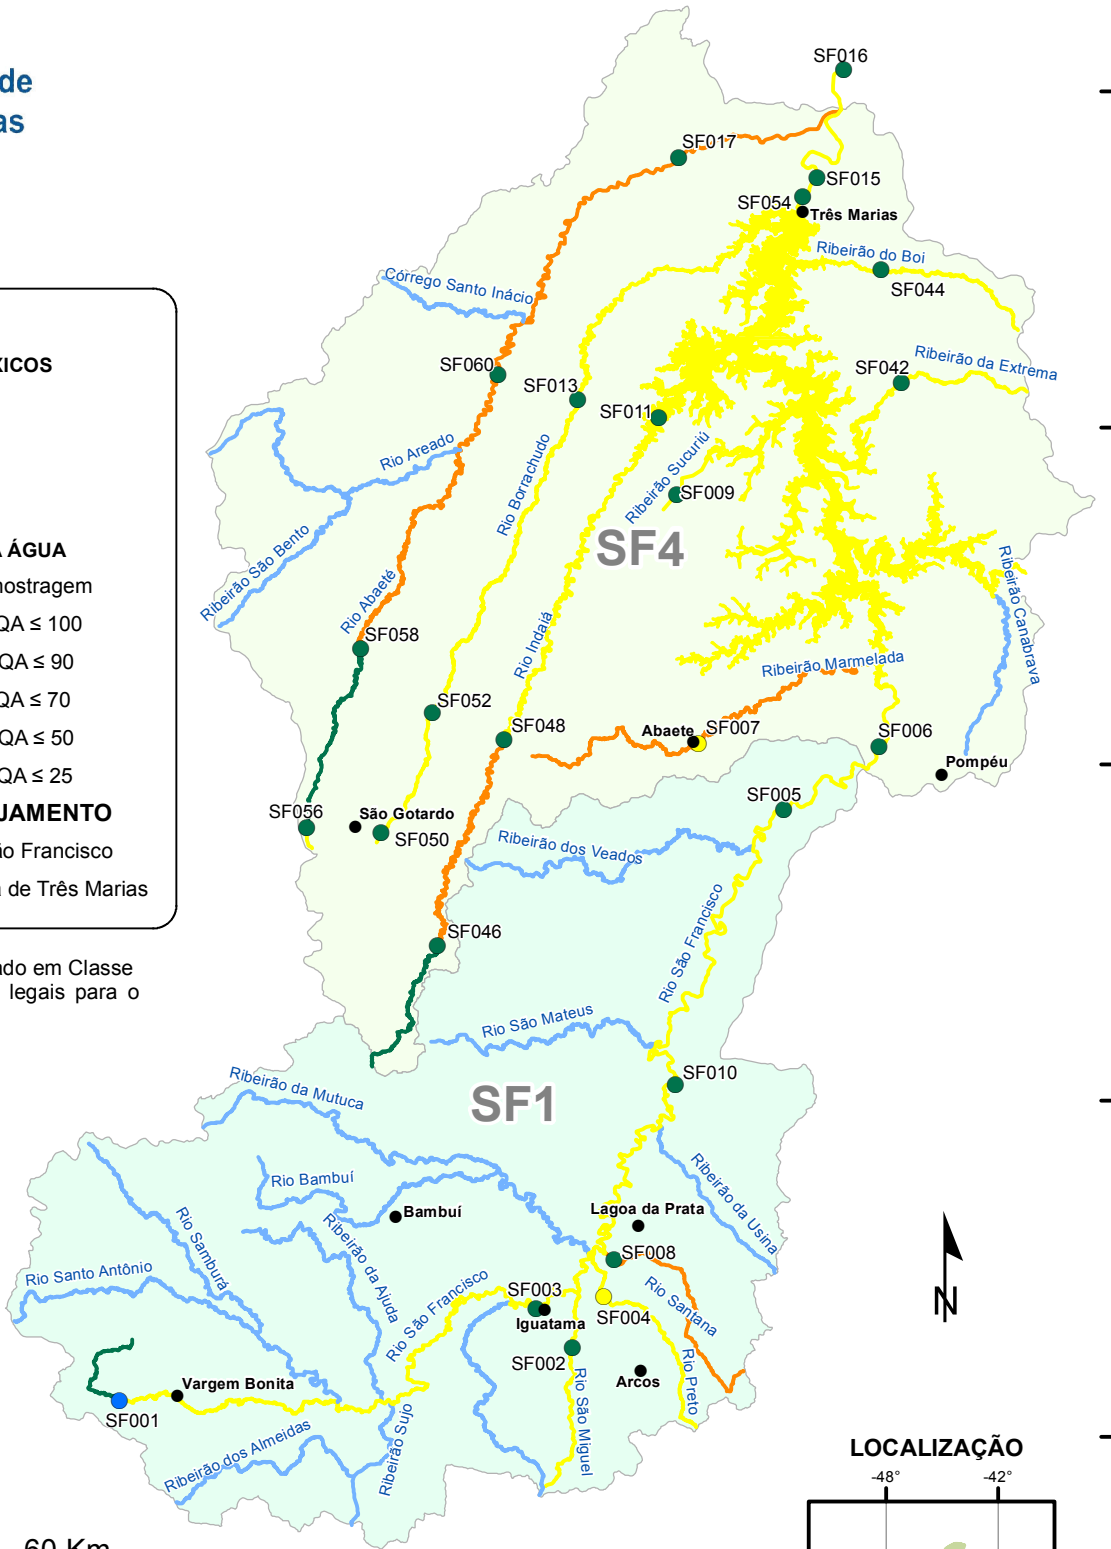 de
as
XICOS
A ÁGUA
nostragem
QA ≤ 100
QA ≤ 90
QA ≤ 70
QA ≤ 50
QA ≤ 25
JAMENTO
ão Francisco
a de Três Marias
ado em Classe
legais para o
SF016
SF017
SF015
SF054
Três Marias
Ribeirão do Boi
SF044
Córrego Santo Inácio
SF060
SF013
SF011
SF042
Ribeirão da Extrema
Rio Areado
Rio Borrachudo
Ribeirão Sucuriú
SF009
SF4
Ribeirão São Bento
Rio Abaeté
Rio Indaiá
Ribeirão Canabrava
SF058
Ribeirão Marmelada
SF052
SF048
Abaete
SF007
SF006
Pompéu
SF005
SF056
São Gotardo
SF050
Ribeirão dos Veados
Rio São Francisco
SF046
Rio São Mateus
SF010
Ribeirão da Mutuca
SF1
Rio Bambuí
Ribeirão da Usina
Bambuí
Lagoa da Prata
Rio Samburá
Ribeirão da Ajuda
SF008
Rio Santo Antônio
Rio São Francisco
SF003
Iguatama
SF004
Rio Santana
SF002
Arcos
Rio Preto
Vargem Bonita
SF001
Rio São Miguel
Ribeirão dos Almeidas
Ribeirão Sujo
N
LOCALIZAÇÃO
-48°
-42°
60 Km